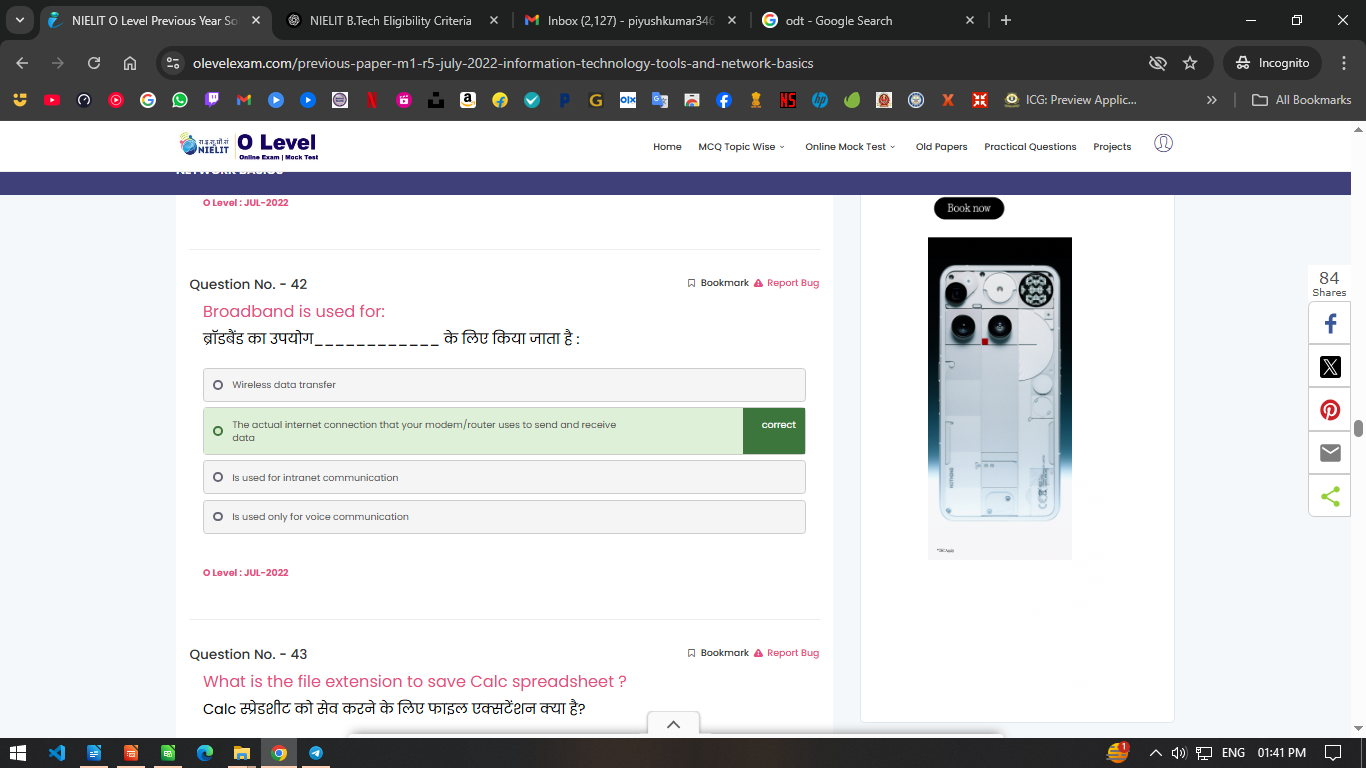 NIELIT O Level Previous Year So
NIELIT B.Tech Eligibility Criteria
Inbox (2,127) - piyushkumar346
odt - Google Search
olevelexam.com/previous-paper-m1-r5-july-2022-information-technology-tools-and-network-basics
Incognito
ICG: Preview Applic...
All Bookmarks
रा.इ.सू.प्रौ.सं
NIELIT
O Level
Online Exam | Mock Test
Home
MCQ Topic Wise
Online Mock Test
Old Papers
Practical Questions
Projects
NETWORK BASICS
O Level : JUL-2022
Book now
84
Shares
Question No. - 42
Bookmark
Report Bug
Broadband is used for:
ब्रॉडबैंड का उपयोग____________ के लिए किया जाता है :
Wireless data transfer
The actual internet connection that your modem/router uses to send and receive
data
correct
Is used for intranet communication
Is used only for voice communication
O Level : JUL-2022
Question No. - 43
Bookmark
Report Bug
What is the file extension to save Calc spreadsheet ?
Calc स्प्रेडशीट को सेव करने के लिए फाइल एक्सटेंशन क्या है?
1
ENG
01:41 PM